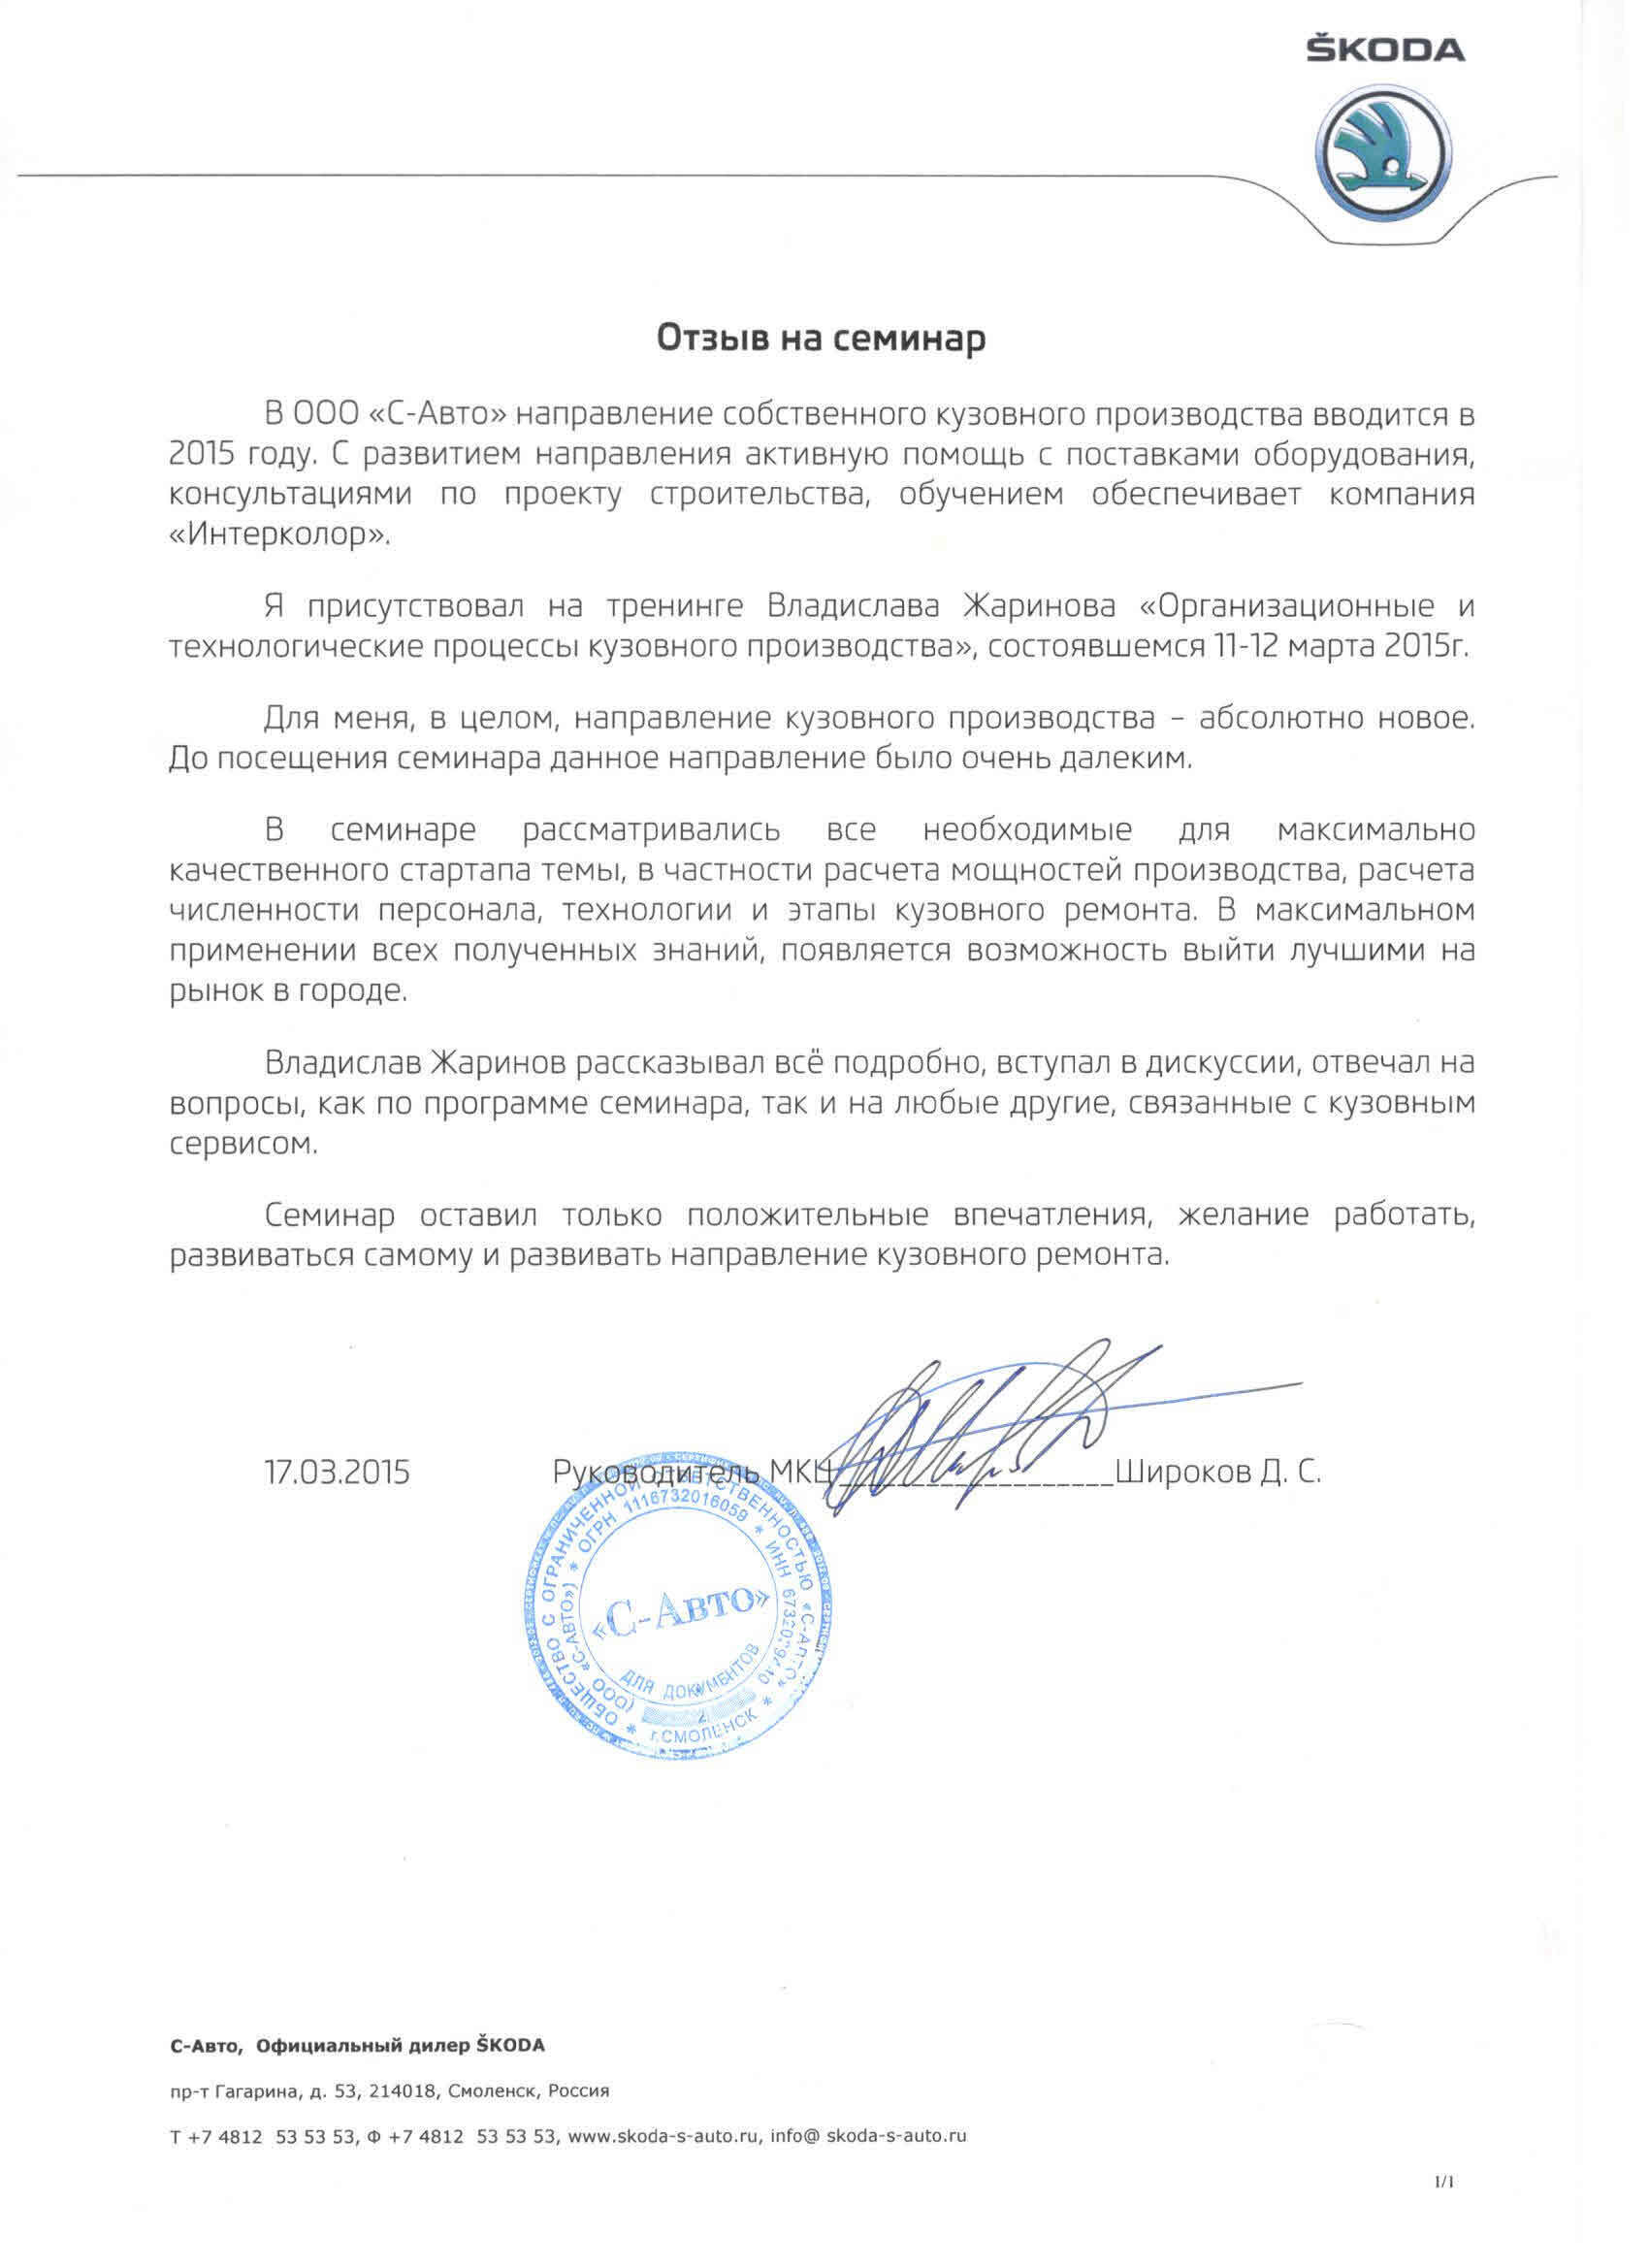 ŠKODA
Отзыв на семинар
В ООО «С-Авто» направление собственного кузовного производства вводится в
2015 году. С развитием направления активную помощь с поставками оборудования,
консультациями по проекту строительства, обучением обеспечивает компания
«Интерколор».
Я присутствовал на тренинге Владислава Жаринова «Организационные и
технологические процессы кузовного производства», состоявшемся 11-12 марта 2015г.
Для меня, в целом, направление кузовного производства – абсолютно новое.
До посещения семинара данное направление было очень далеким.
В семинаре рассматривались все необходимые для максимально
качественного стартапа темы, в частности расчета мощностей производства, расчета
численности персонала, технологии и этапы кузовного ремонта. В максимальном
применении всех полученных знаний, появляется возможность выйти лучшими на
рынок в городе.
Владислав Жаринов рассказывал всё подробно, вступал в дискуссии, отвечал на
вопросы, как по программе семинара, так и на любые другие, связанные с кузовным
сервисом.
Семинар оставил только положительные впечатления, желание работать,
развиваться самому и развивать направление кузовного ремонта.
17.03.2015 Руководитель МКЦ__________________Широков Д. С.
ОБЩЕСТВО С ОГРАНИЧЕННОЙ ОТВЕТСТВЕННОСТЬЮ «С-АВТО»
(ООО «С-АВТО») * ОГРН 1116732016059 * ИНН
«С-Авто»
ДЛЯ ДОКУМЕНТОВ
2
* г.СМОЛЕНСК *
С-Авто, Официальный дилер ŠKODA
пр-т Гагарина, д. 53, 214018, Смоленск, Россия
Т +7 4812 53 53 53, Ф +7 4812 53 53 53, www.skoda-s-auto.ru, info@ skoda-s-auto.ru
1/1